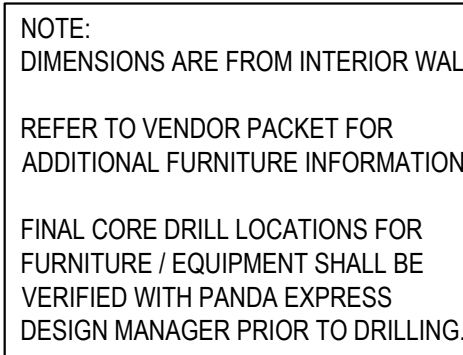 NOTE:
DIMENSIONS ARE FROM INTERIOR WAL
REFER TO VENDOR PACKET FOR
ADDITIONAL FURNITURE INFORMATION
FINAL CORE DRILL LOCATIONS FOR
FURNITURE / EQUIPMENT SHALL BE
VERIFIED WITH PANDA EXPRESS
DESIGN MANAGER PRIOR TO DRILLING.